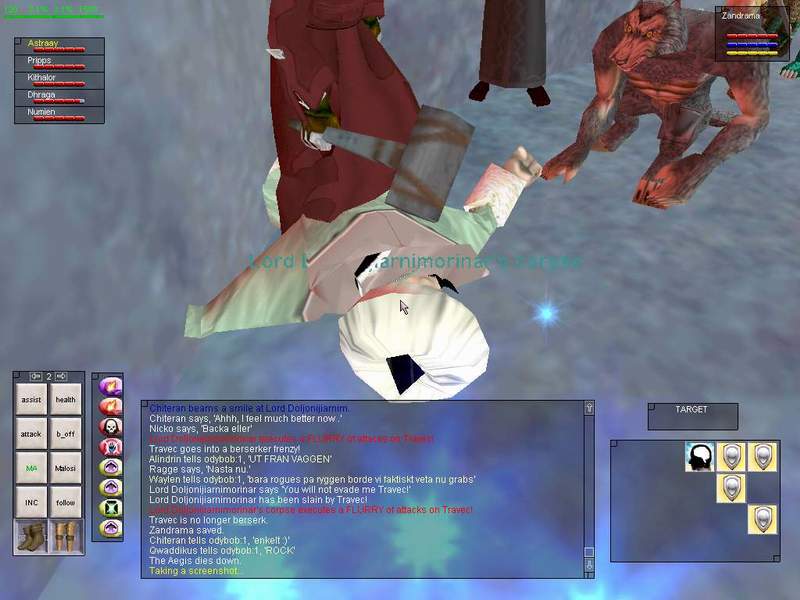 Astraay
Pripps
Kithalor
Dhraga
Numien
Zandrama
TARGET
2
assist health
attack b_off
MA Malosi
INC follow
Chiteran beams a smile at Lord Doljonijiarnim.
Chiteran says, 'Ahhh, I feel much better now .'
Nicko says, 'Backa eller'
Lord Doljonijiarnimorinar executes a FLURRY of attacks on Travec!
Travec goes into a berserker frenzy!
Alindrin tells odybob:1, 'UT FRAN VAGGEN'
Ragge says, 'Nasta nu.'
Waylen tells odybob:1, 'bara rogues pa ryggen borde vi faktiskt veta nu grabs'
Lord Doljonijiarnimorinar says 'You will not evade me Travec!'
Lord Doljonijiarnimorinar has been slain by Travec!
Lord Doljonijiarnimorinar's corpse executes a FLURRY of attacks on Travec!
Travec is no longer berserk.
Zandrama saved.
Chiteran tells odybob:1, 'enkelt :)'
Qwaddikus tells odybob:1, 'ROCK'
The Aegis dies down.
Taking a screenshot...